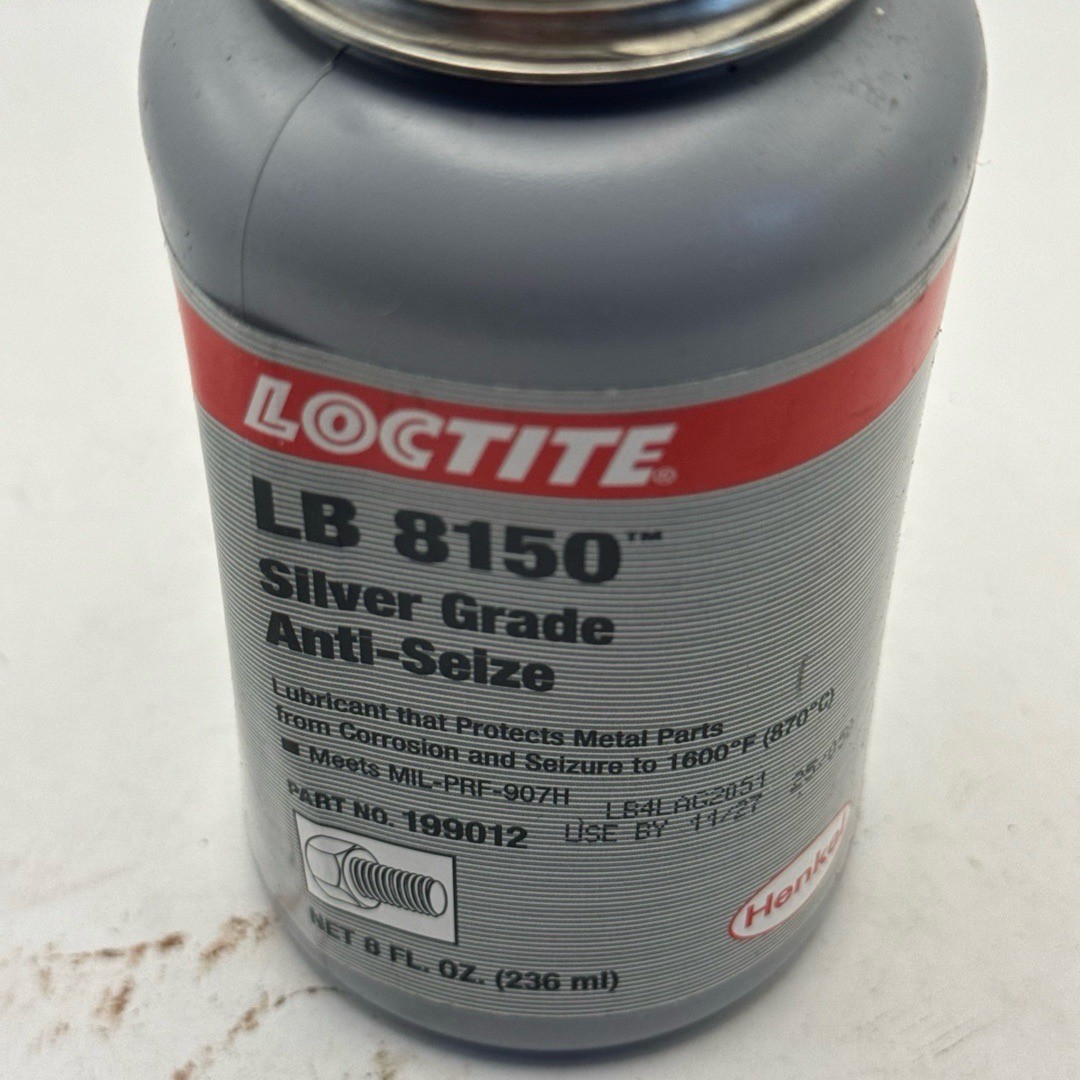 LOCTITE®
LB 8150™
Silver Grade
Anti-Seize
Lubricant that Protects Metal Parts
from Corrosion and Seizure to 1600°F (870°C)
■ Meets MIL-PRF-907H
PART NO. 199012
LB4LAG2051
USE BY 11/27
Henkel
NET 8 FL. OZ. (236 ml)